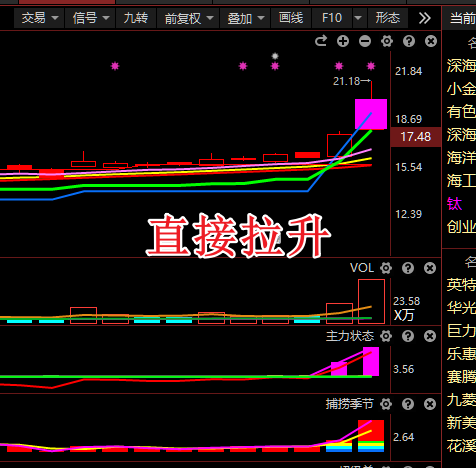 交易 信号 九转 前复权 叠加 画线 F10 形态 当前
21.84
21.18
深海
小金
有色
18.69
17.48
深海
15.54
海洋
海工
钛
12.39
创业
直接拉升
VOL
英特
23.58
华光
X万
巨力
主力状态
乐惠
3.56
赛腾
捕捞季节
九菱
新美
2.64
花溪